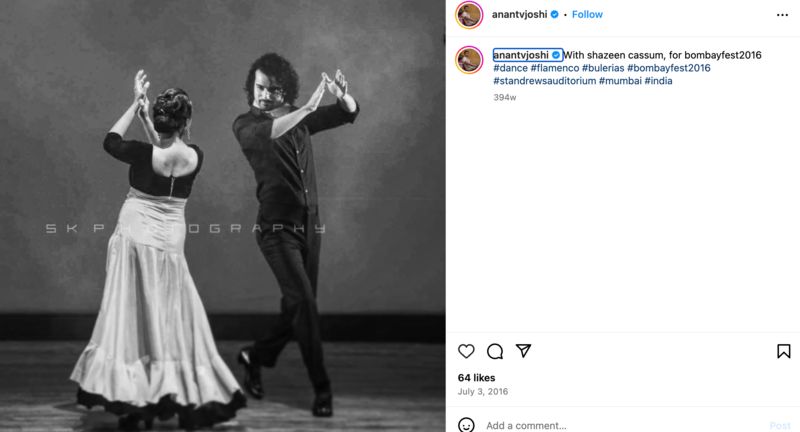 SK PHOTOGRAPHY
anantvjoshi • Follow
anantvjoshi With shazeen cassum, for bombayfest2016
#dance #flamenco #bulerias #bombayfest2016
#standrewsauditorium #mumbai #india
394w
64 likes
July 3, 2016
Add a comment...
Post